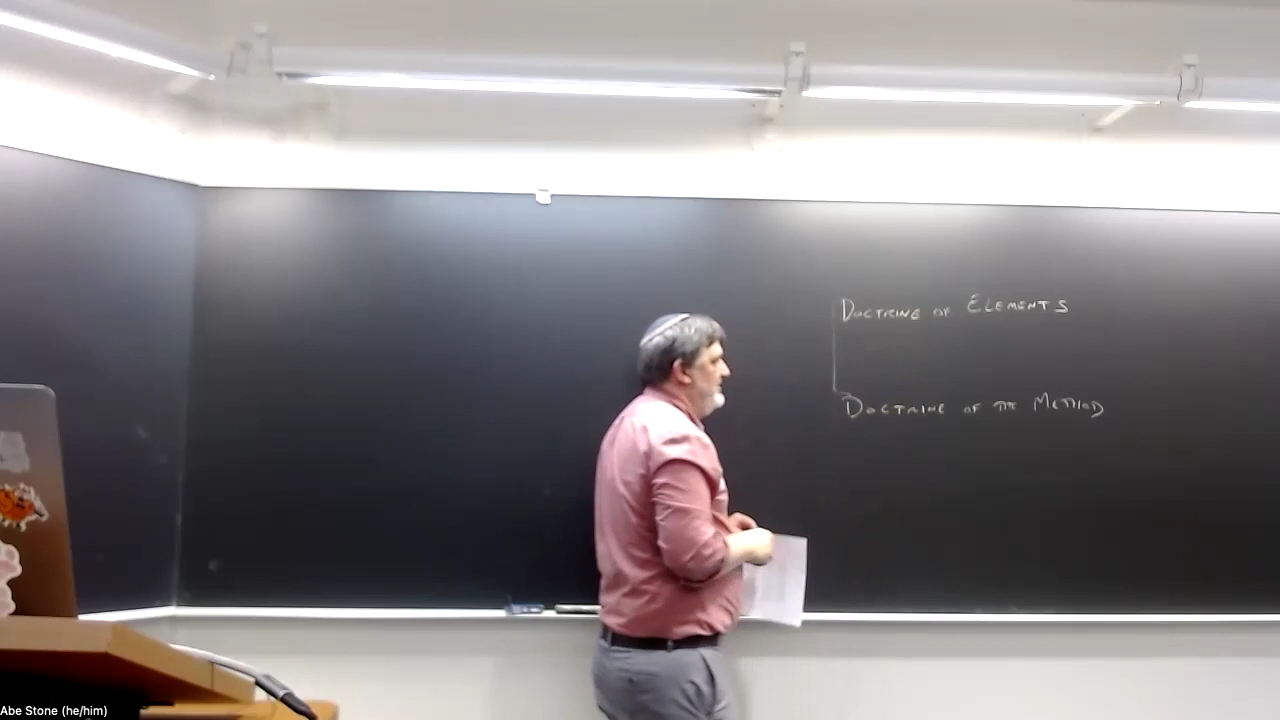 DOCTRINE OF ELEMENTS
DOCTRINE OF THE METHOD
Abe Stone (he/him)